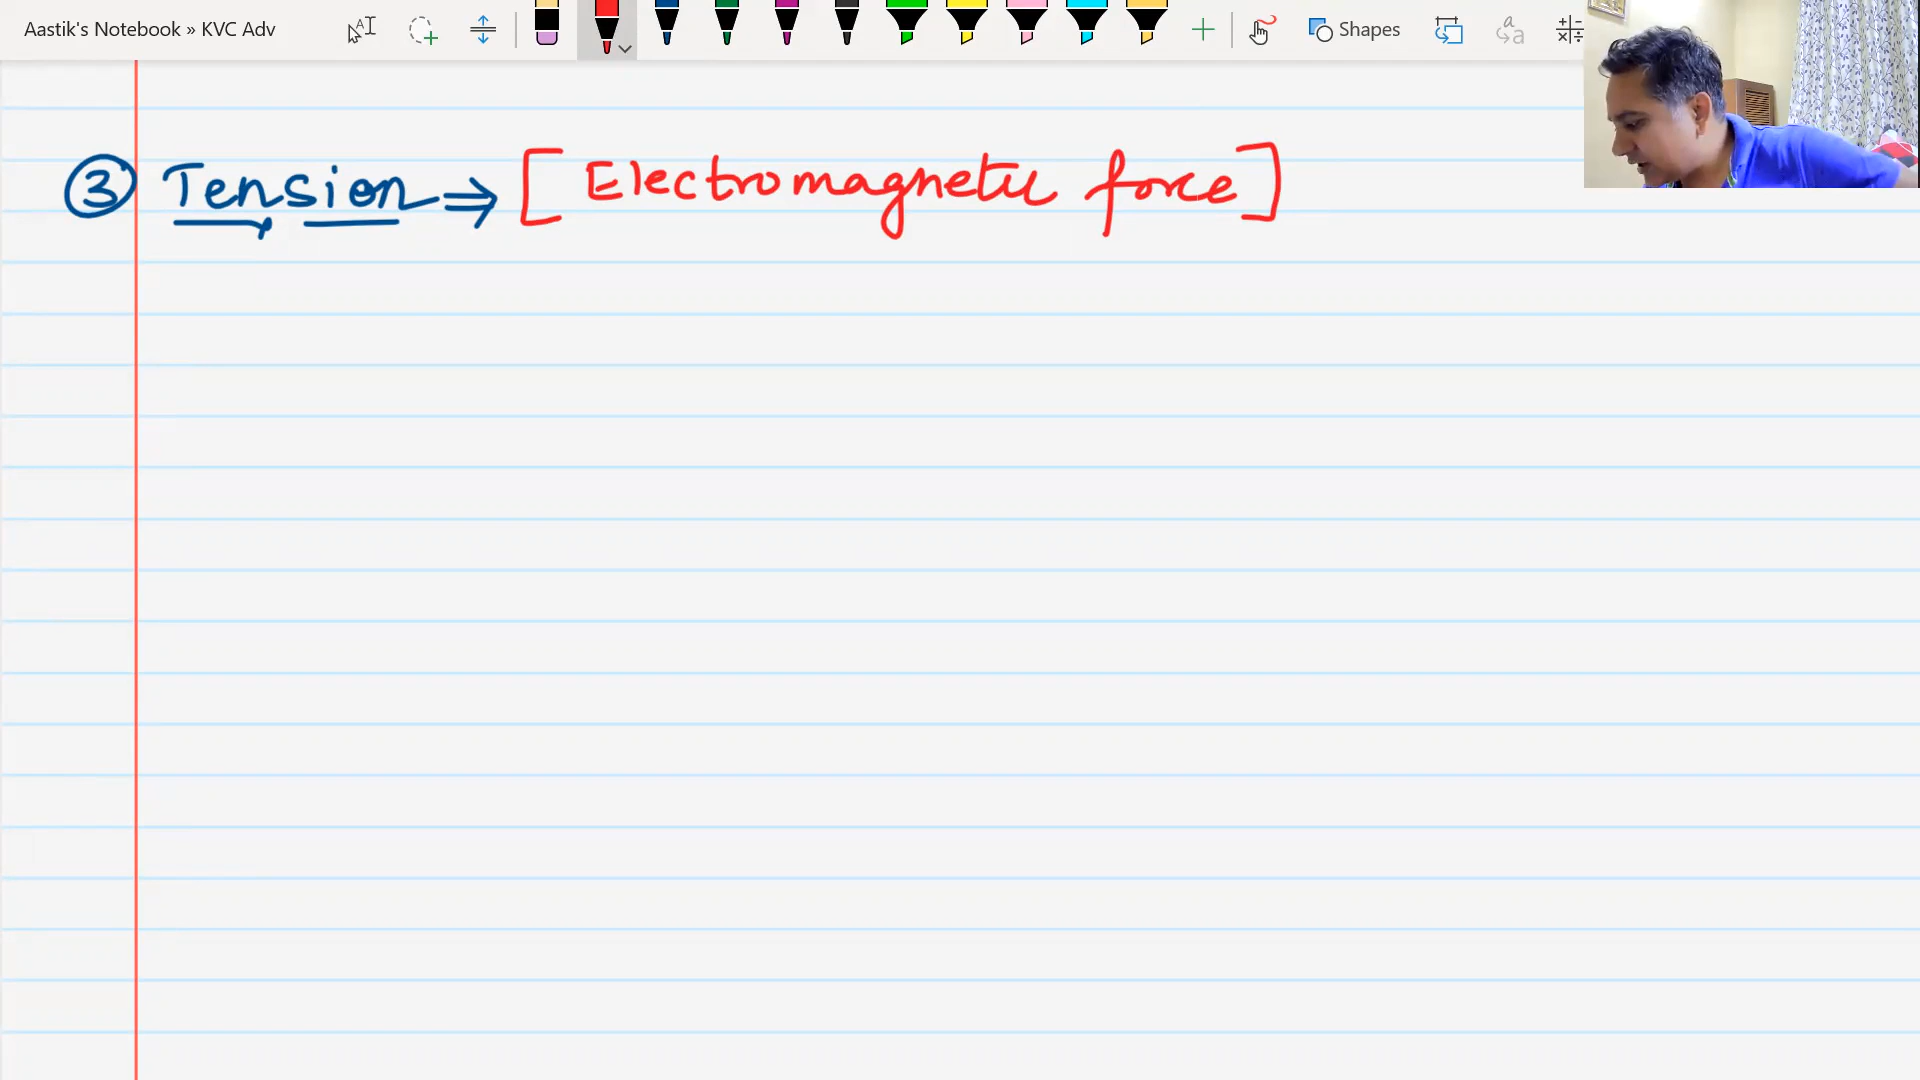 Aastik's Notebook » KVC Adv
Shapes
③ Tension ⇒ [ Electromagnetic force ]